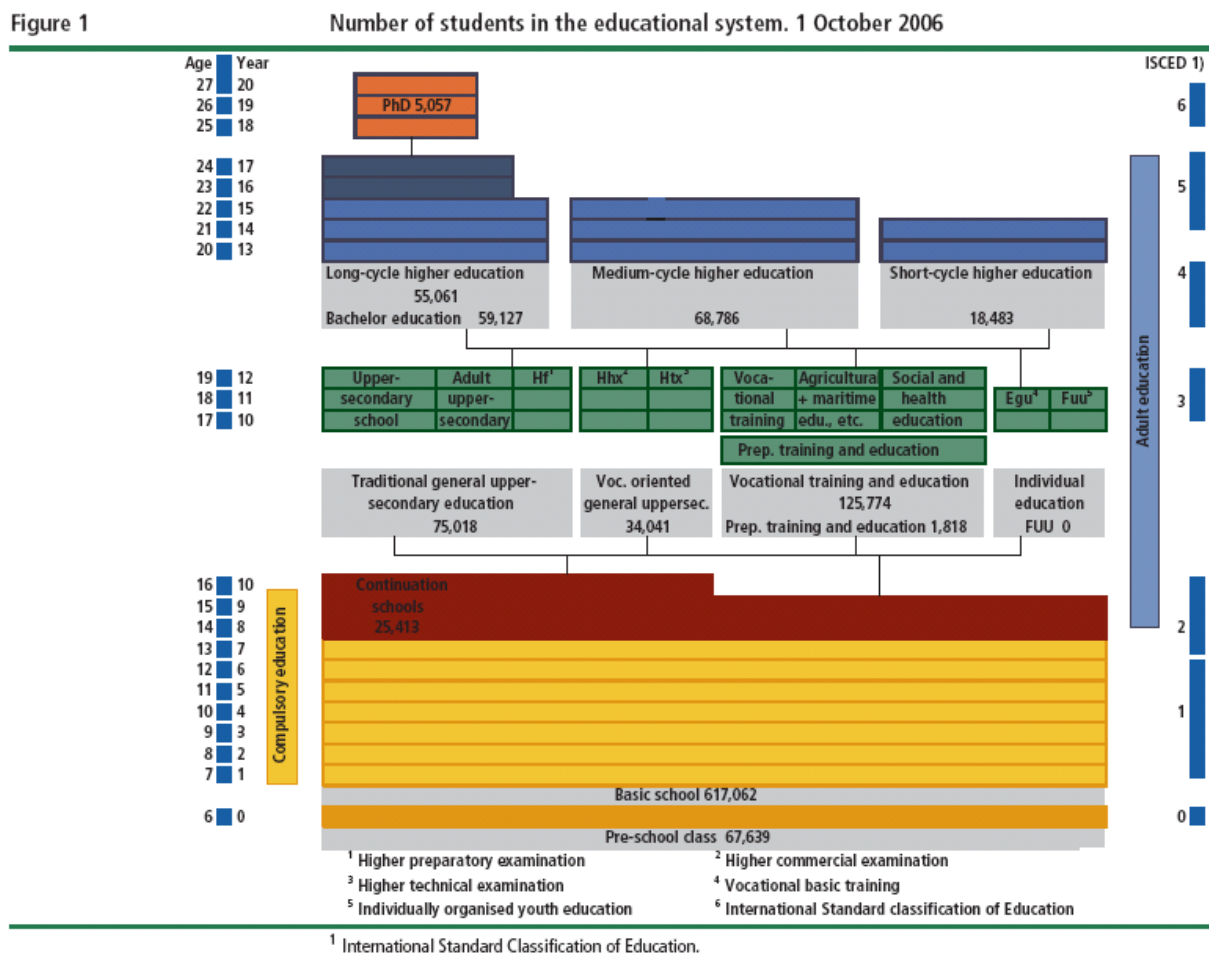 Figure 1 Number of students in the educational system. 1 October 2006
Age Year ISCED 1)
27 20
26 19 PhD 5,057 6
25 18
24 17
23 16 5
22 15
21 14
20 13
Long-cycle higher education Medium-cycle higher education Short-cycle higher education 4
55,061
Bachelor education 59,127 68,786 18,483
Adult education
19 12 Upper- Adult Hf¹ Hhx² Htx³ Voca- Agricultural Social and
18 11 secondary upper- tional + maritime health Egu⁴ Fuu⁵ 3
17 10 school secondary training edu., etc. education
Prep. training and education
Traditional general upper- Voc. oriented Vocational training and education Individual
secondary education general uppersec. 125,774 education
75,018 34,041 Prep. training and education 1,818 FUU 0
16 10 Continuation
15 9 schools
14 8 25,413 2
13 7
12 6
11 5
10 4 1
9 3
8 2
7 1
Compulsory education
Basic school 617,062
6 0 0
Pre-school class 67,639
¹ Higher preparatory examination ² Higher commercial examination
³ Higher technical examination ⁴ Vocational basic training
⁵ Individually organised youth education ⁶ International Standard classification of Education
¹ International Standard Classification of Education.